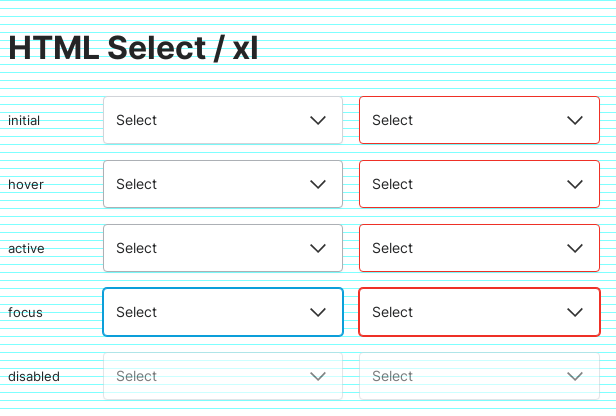 HTML Select / xl
initial Select Select
hover Select Select
active Select Select
focus Select Select
disabled Select Select